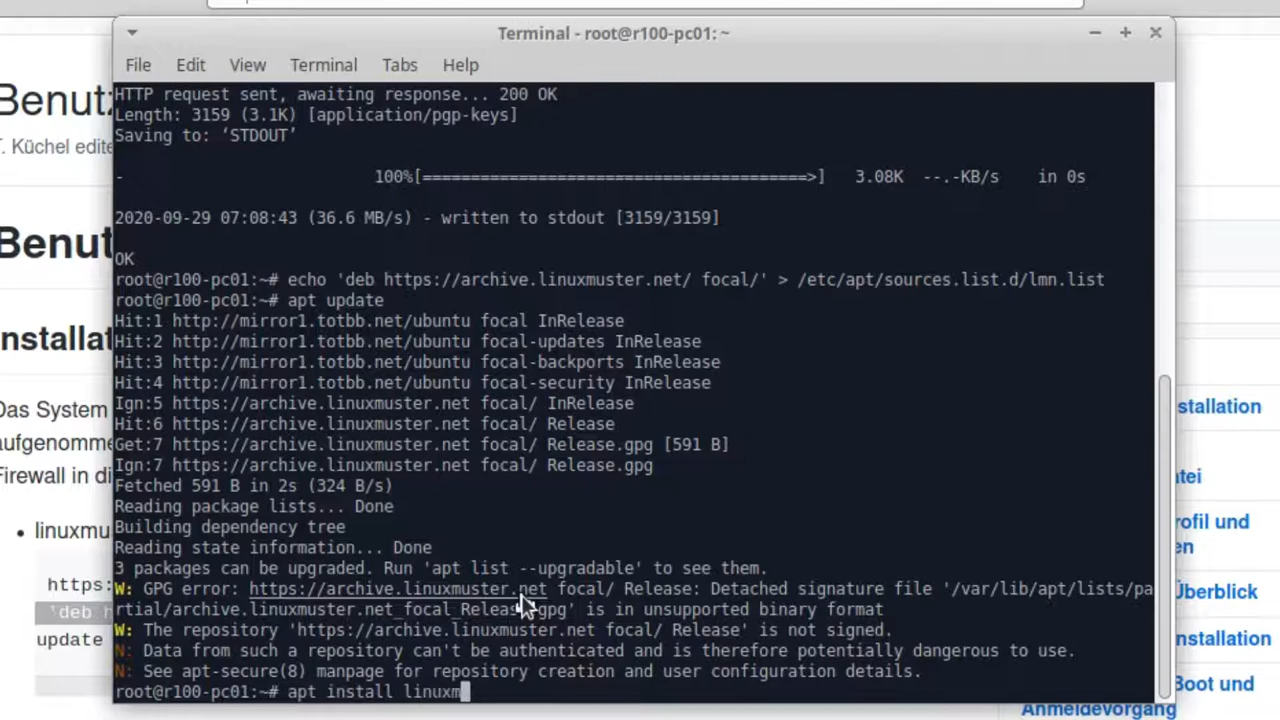 Terminal - root@r100-pc01: ~
File Edit View Terminal Tabs Help
HTTP request sent, awaiting response... 200 OK
Length: 3159 (3.1K) [application/pgp-keys]
Saving to: ‘STDOUT’
- 100%[========================================>] 3.08K --.-KB/s in 0s
2020-09-29 07:08:43 (36.6 MB/s) - written to stdout [3159/3159]
OK
root@r100-pc01:~# echo 'deb https://archive.linuxmuster.net/ focal/' > /etc/apt/sources.list.d/lmn.list
root@r100-pc01:~# apt update
Hit:1 http://mirror1.totbb.net/ubuntu focal InRelease
Hit:2 http://mirror1.totbb.net/ubuntu focal-updates InRelease
Hit:3 http://mirror1.totbb.net/ubuntu focal-backports InRelease
Hit:4 http://mirror1.totbb.net/ubuntu focal-security InRelease
Ign:5 https://archive.linuxmuster.net focal/ InRelease
Hit:6 https://archive.linuxmuster.net focal/ Release
Get:7 https://archive.linuxmuster.net focal/ Release.gpg [591 B]
Ign:7 https://archive.linuxmuster.net focal/ Release.gpg
Fetched 591 B in 2s (324 B/s)
Reading package lists... Done
Building dependency tree
Reading state information... Done
3 packages can be upgraded. Run 'apt list --upgradable' to see them.
W: GPG error: https://archive.linuxmuster.net focal/ Release: Detached signature file '/var/lib/apt/lists/pa
rtial/archive.linuxmuster.net_focal_Release.gpg' is in unsupported binary format
W: The repository 'https://archive.linuxmuster.net focal/ Release' is not signed.
N: Data from such a repository can't be authenticated and is therefore potentially dangerous to use.
N: See apt-secure(8) manpage for repository creation and user configuration details.
root@r100-pc01:~# apt install linuxm
Benutz
T. Küchel edite
Benut
nstallat
Das System
aufgenomme
Firewall in di
• linuxmu
https:
'deb h
update
stallation
tei
rofil und
en
Überblick
nstallation
Boot und
Anmeldevorgang